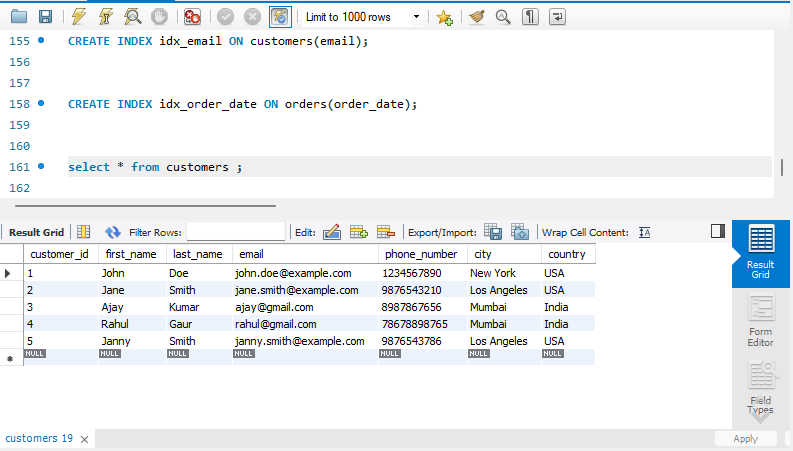 Limit to 1000 rows
155 CREATE INDEX idx_email ON customers(email);
156
157
158 CREATE INDEX idx_order_date ON orders(order_date);
159
160
161 select * from customers ;
162
Result Grid Filter Rows: Edit: Export/Import: Wrap Cell Content: IA
customer_id first_name last_name email phone_number city country
1 John Doe john.doe@example.com 1234567890 New York USA
2 Jane Smith jane.smith@example.com 9876543210 Los Angeles USA
3 Ajay Kumar ajay@gmail.com 8987867656 Mumbai India
4 Rahul Gaur rahul@gmail.com 78678898765 Mumbai India
5 Janny Smith janny.smith@example.com 9876543786 Los Angeles USA
NULL NULL NULL NULL NULL NULL NULL
Result
Grid
Form
Editor
Field
Types
customers 19
Apply